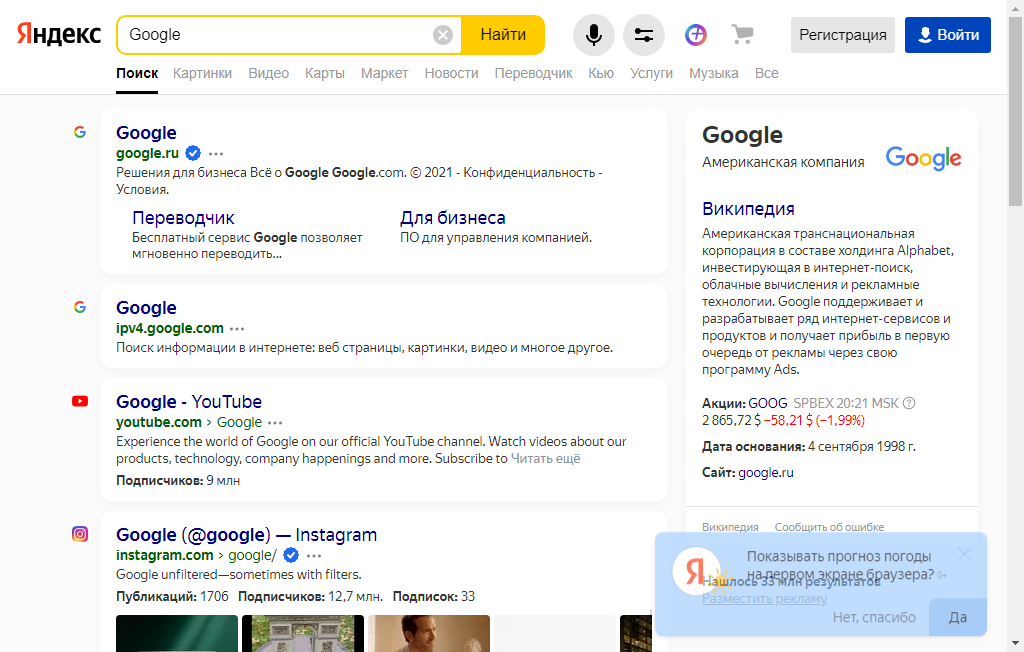 Яндекс
Google
Найти
Регистрация
Войти
Поиск Картинки Видео Карты Маркет Новости Переводчик Кью Услуги Музыка Все
Google
google.ru
Решения для бизнеса Всё о Google Google.com. © 2021 - Конфиденциальность -
Условия.
Переводчик
Бесплатный сервис Google позволяет
мгновенно переводить...
Для бизнеса
ПО для управления компанией.
Google
ipv4.google.com
Поиск информации в интернете: веб страницы, картинки, видео и многое другое.
Google - YouTube
youtube.com › Google
Experience the world of Google on our official YouTube channel. Watch videos about our
products, technology, company happenings and more. Subscribe to Читать ещё
Подписчиков: 9 млн
Google (@google) — Instagram
instagram.com › google/
Google unfiltered—sometimes with filters.
Публикаций: 1706 Подписчиков: 12,7 млн. Подписок: 33
Google
Американская компания
Google
Википедия
Американская транснациональная
корпорация в составе холдинга Alphabet,
инвестирующая в интернет-поиск,
облачные вычисления и рекламные
технологии. Google поддерживает и
разрабатывает ряд интернет-сервисов и
продуктов и получает прибыль в первую
очередь от рекламы через свою
программу Ads.
Акции: GOOG SPBEX 20:21 MSK
2 865,72 $ −58,21 $ (−1,99%)
Дата основания: 4 сентября 1998 г.
Сайт: google.ru
Википедия Сообщить об ошибке
Я
Показывать прогноз погоды
на первом экране браузера? 0+
Нашлось 33 млн результатов
Разместить рекламу
Нет, спасибо
Да